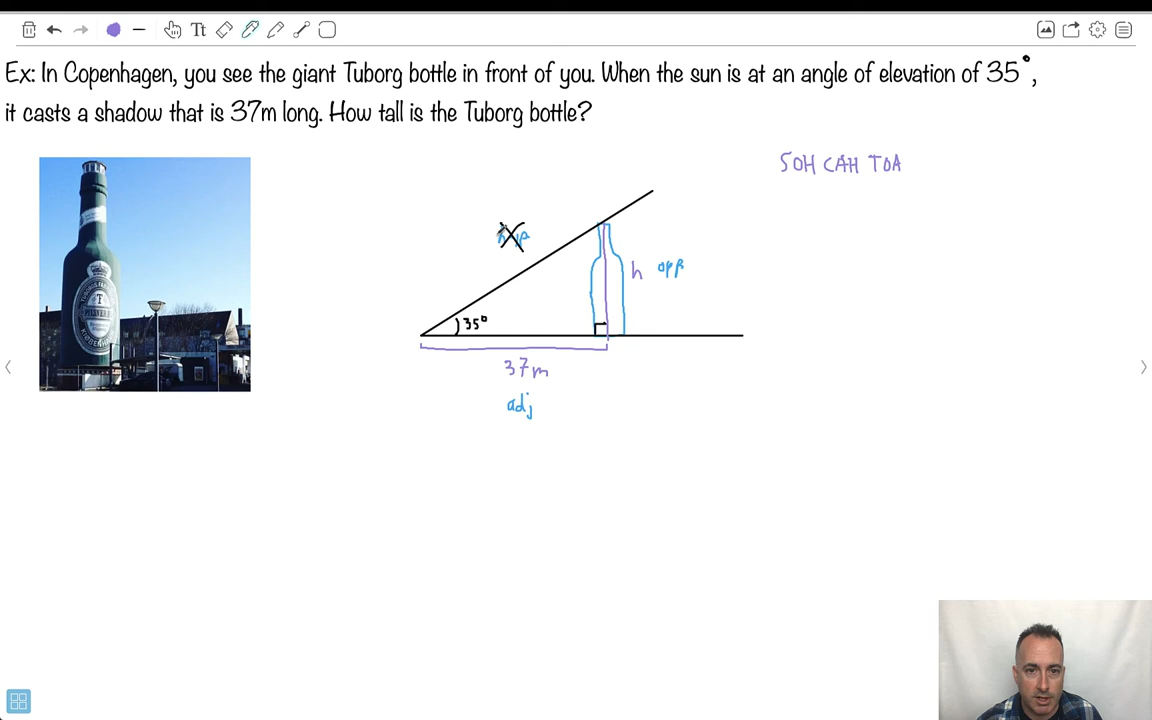 Tt
Ex: In Copenhagen, you see the giant Tuborg bottle in front of you. When the sun is at an angle of elevation of 35°,
it casts a shadow that is 37m long. How tall is the Tuborg bottle?
SOH CAH TOA
hyp
h opp
35°
37m
adj